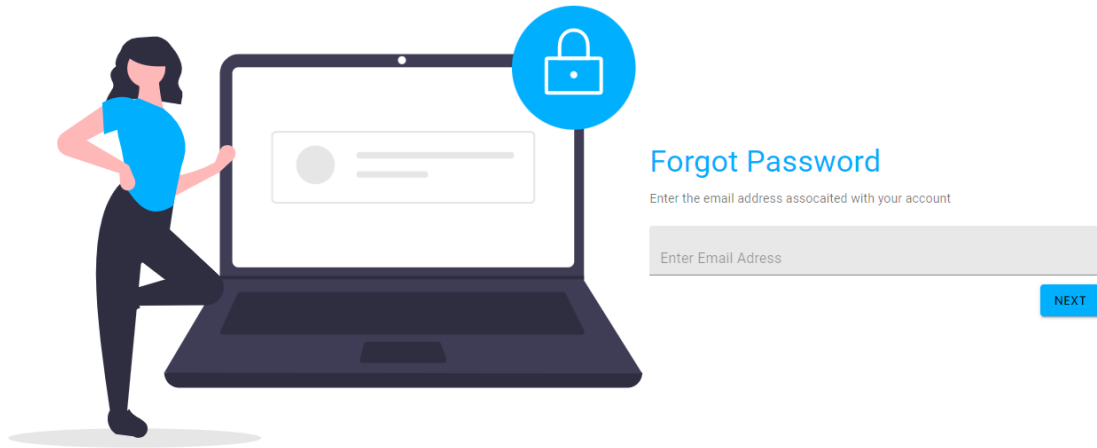 Forgot Password
Enter the email address assocaited with your account
Enter Email Adress
NEXT